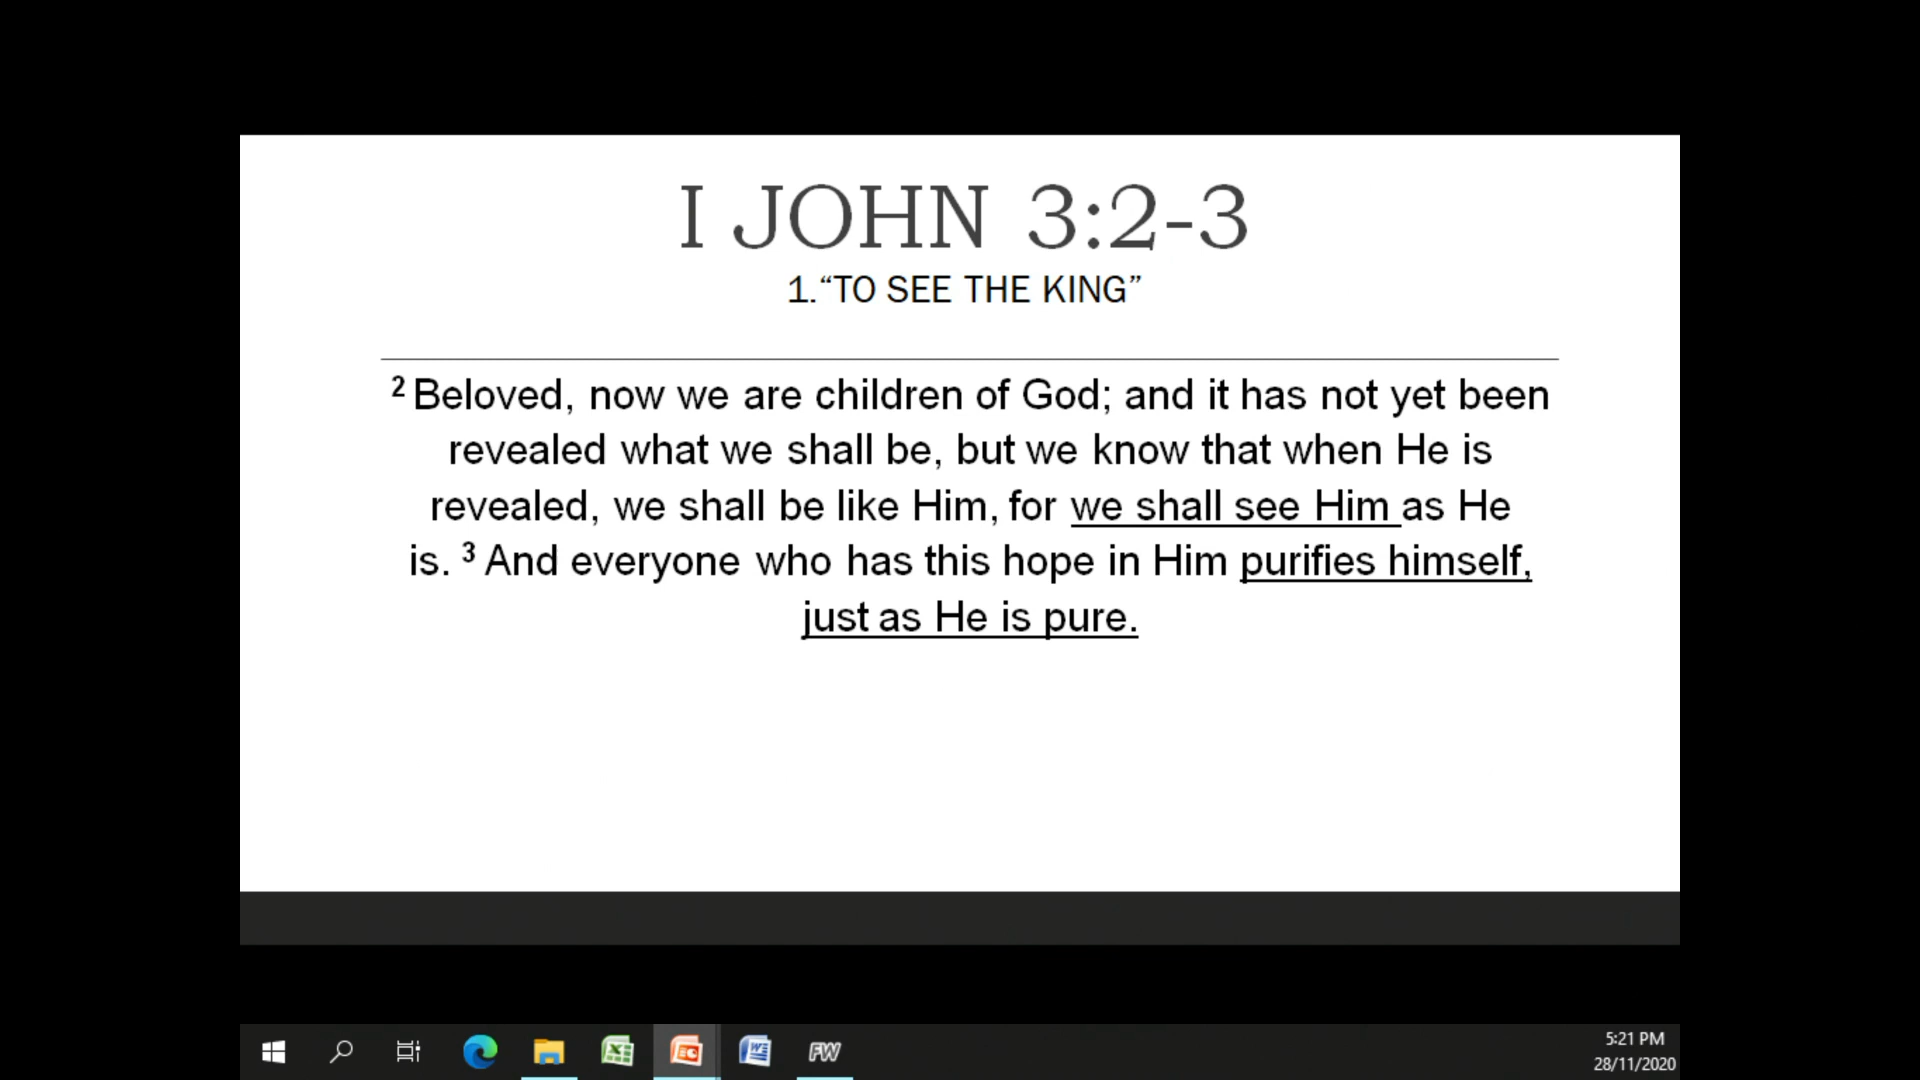 I JOHN 3:2-3
1.“TO SEE THE KING”
2 Beloved, now we are children of God; and it has not yet been
revealed what we shall be, but we know that when He is
revealed, we shall be like Him, for we shall see Him as He
is. 3 And everyone who has this hope in Him purifies himself,
just as He is pure.
FW
5:21 PM
28/11/2020